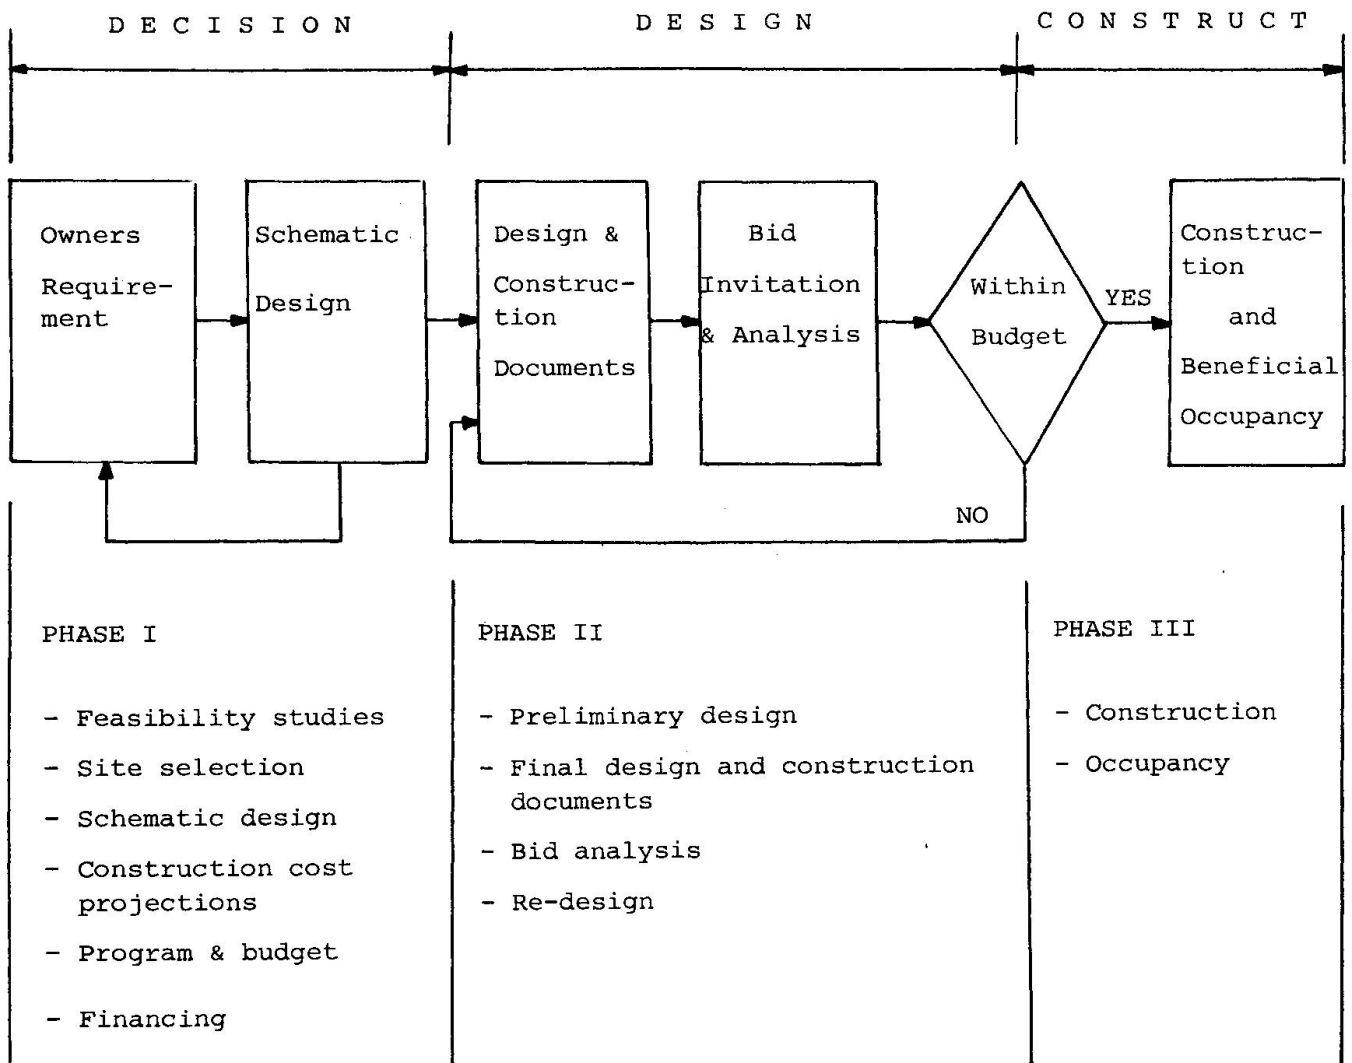 D E C I S I O N
D E S I G N
C O N S T R U C T
Owners
Require-
ment
Schematic
Design
Design &
Construc-
tion
Documents
Bid
Invitation
& Analysis
Within
Budget
YES
NO
Construc-
tion
and
Beneficial
Occupancy
PHASE I
- Feasibility studies
- Site selection
- Schematic design
- Construction cost
projections
- Program & budget
- Financing
PHASE II
- Preliminary design
- Final design and construction
documents
- Bid analysis
- Re-design
PHASE III
- Construction
- Occupancy